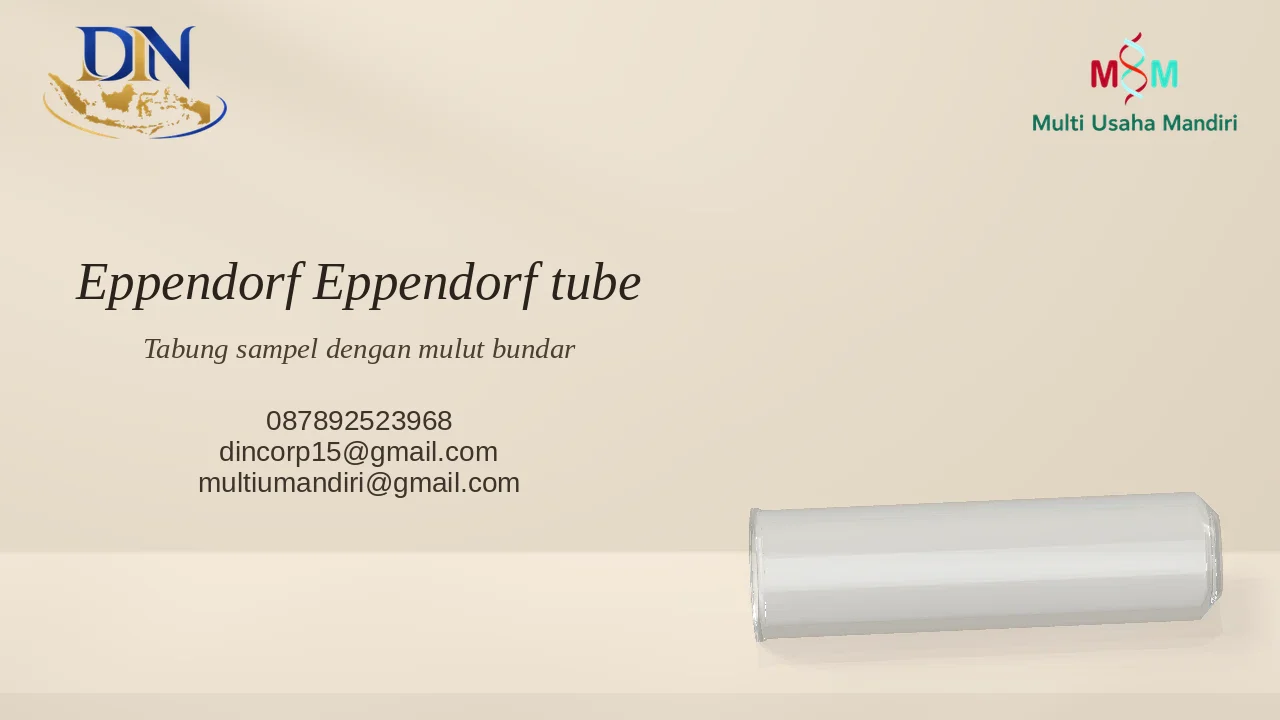 DN
M M
Multi Usaha Mandiri
Eppendorf Eppendorf tube
Tabung sampel dengan mulut bundar
087892523968
dincorp15@gmail.com
multiumandiri@gmail.com